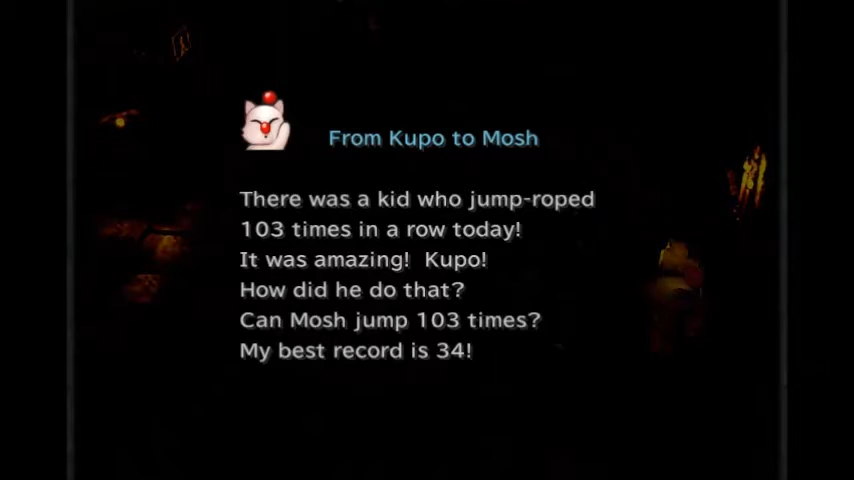 From Kupo to Mosh
There was a kid who jump-roped
103 times in a row today!
It was amazing!  Kupo!
How did he do that?
Can Mosh jump 103 times?
My best record is 34!